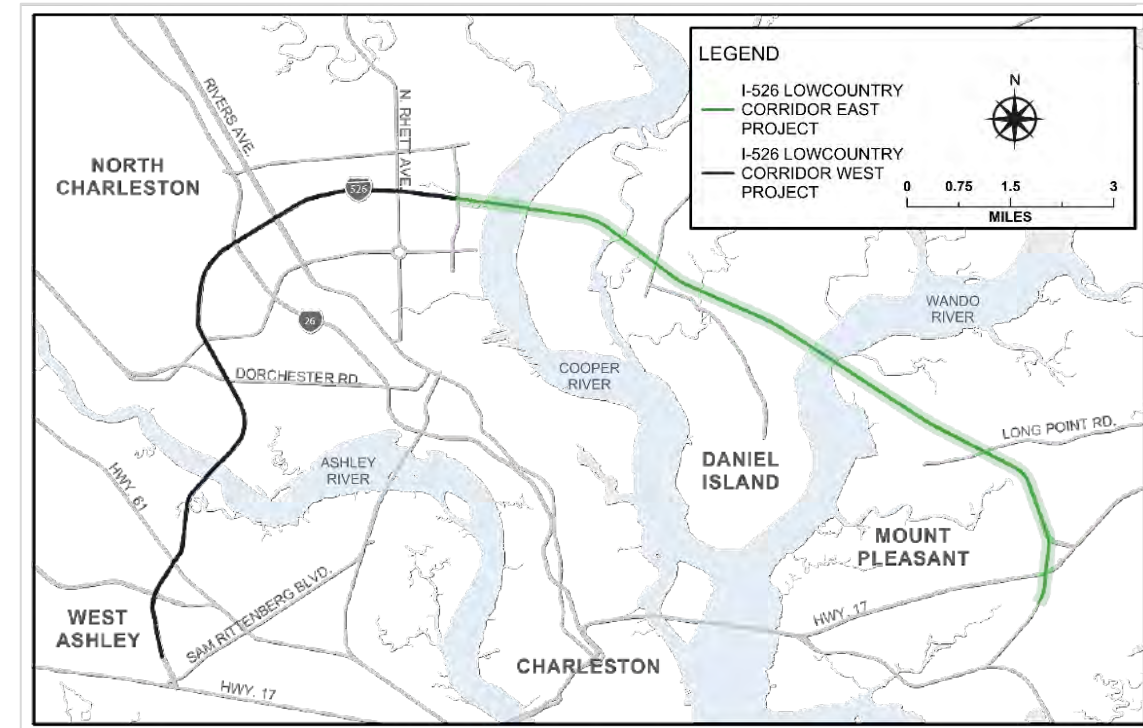 LEGEND
I-526 LOWCOUNTRY
CORRIDOR EAST
PROJECT
I-526 LOWCOUNTRY
CORRIDOR WEST
PROJECT
N
0 0.75 1.5 3
MILES
RIVERS AVE.
N. RHETT AVE.
NORTH
CHARLESTON
526
26
WANDO
RIVER
COOPER
RIVER
DORCHESTER RD.
LONG POINT RD.
DANIEL
ISLAND
ASHLEY
RIVER
HWY. 61
MOUNT
PLEASANT
SAM RITTENBERG BLVD.
WEST
ASHLEY
HWY. 17
CHARLESTON
HWY. 17